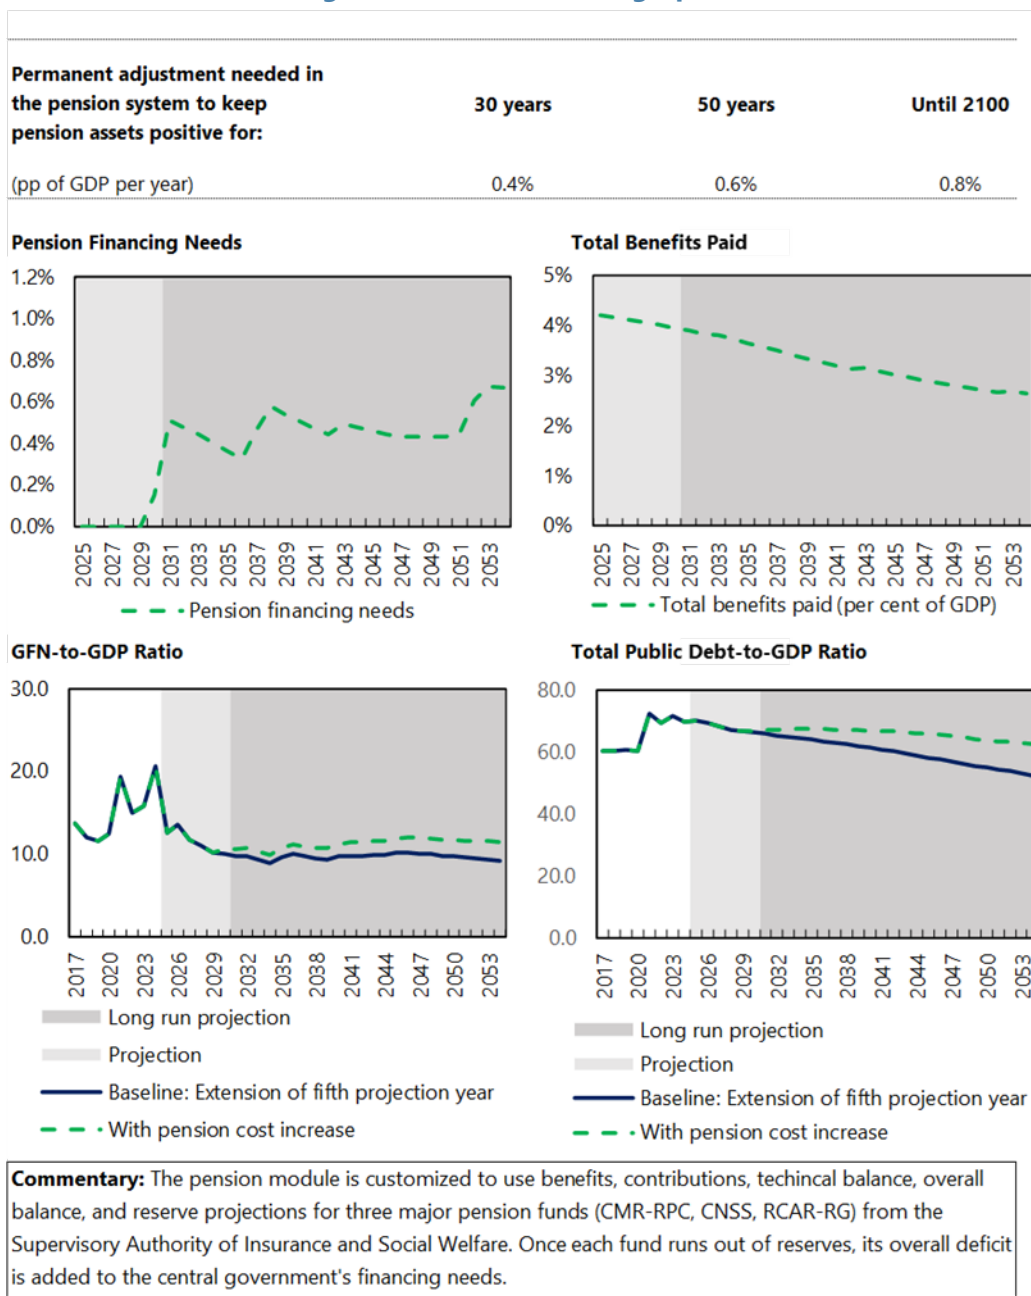 Permanent adjustment needed in
the pension system to keep
pension assets positive for:
30 years 50 years Until 2100
(pp of GDP per year) 0.4% 0.6% 0.8%
Pension Financing Needs
1.2%
1.0%
0.8%
0.6%
0.4%
0.2%
0.0%
2025 2027 2029 2031 2033 2035 2037 2039 2041 2043 2045 2047 2049 2051 2053
Pension financing needs
Total Benefits Paid
5%
4%
3%
2%
1%
0%
2025 2027 2029 2031 2033 2035 2037 2039 2041 2043 2045 2047 2049 2051 2053
Total benefits paid (per cent of GDP)
GFN-to-GDP Ratio
30.0
20.0
10.0
0.0
2017 2020 2023 2026 2029 2032 2035 2038 2041 2044 2047 2050 2053
Long run projection
Projection
Baseline: Extension of fifth projection year
With pension cost increase
Total Public Debt-to-GDP Ratio
80.0
60.0
40.0
20.0
0.0
2017 2020 2023 2026 2029 2032 2035 2038 2041 2044 2047 2050 2053
Long run projection
Projection
Baseline: Extension of fifth projection year
With pension cost increase
Commentary: The pension module is customized to use benefits, contributions, techincal balance, overall
balance, and reserve projections for three major pension funds (CMR-RPC, CNSS, RCAR-RG) from the
Supervisory Authority of Insurance and Social Welfare. Once each fund runs out of reserves, its overall deficit
is added to the central government's financing needs.